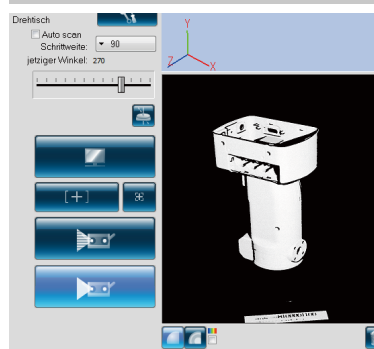 Drehtisch
Auto scan
Schrittweite: 90
jetziger Winkel: 270
[+]
Y
Z X